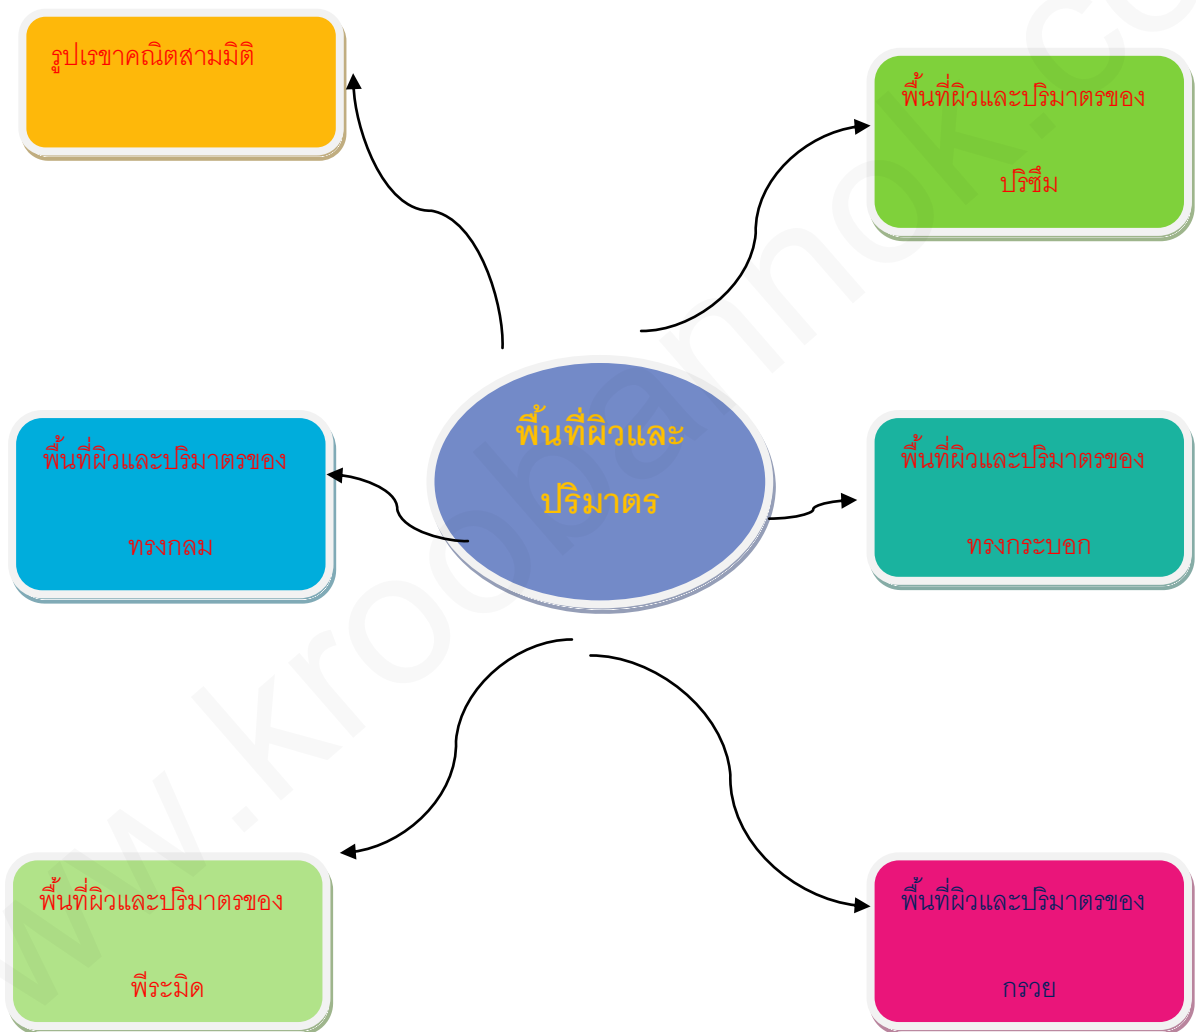 รูปเรขาคณิตสามมิติ
พื้นที่ผิวและปริมาตรของ
ปริซึม
พื้นที่ผิวและ
ปริมาตร
พื้นที่ผิวและปริมาตรของ
ทรงกลม
พื้นที่ผิวและปริมาตรของ
ทรงกระบอก
พื้นที่ผิวและปริมาตรของ
พีระมิด
พื้นที่ผิวและปริมาตรของ
กรวย
www.kroobannok.com